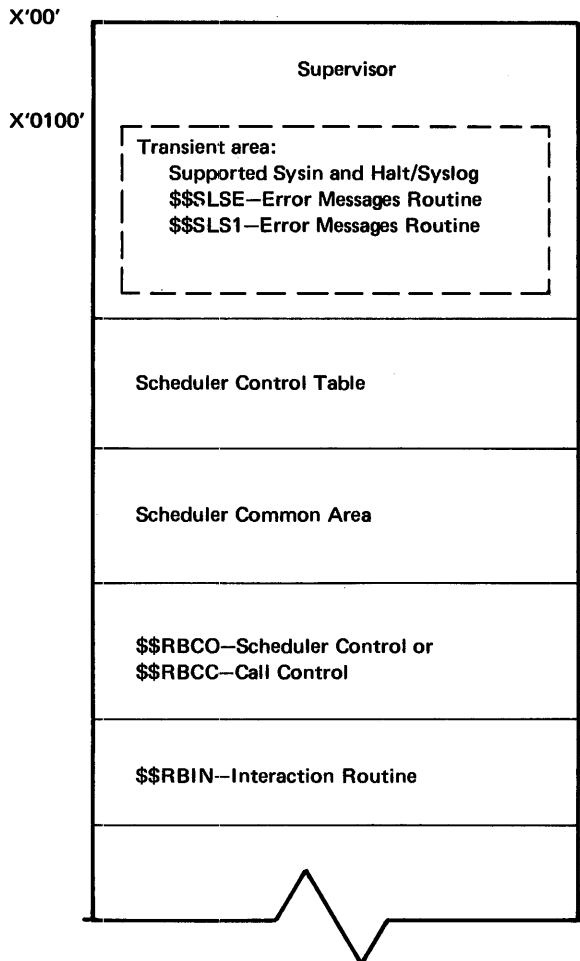 X'00'
Supervisor
X'0100'
Transient area:
Supported Sysin and Halt/Syslog
$$SLSE—Error Messages Routine
$$SLS1—Error Messages Routine
Scheduler Control Table
Scheduler Common Area
$$RBCO—Scheduler Control or
$$RBCC—Call Control
$$RBIN—Interaction Routine